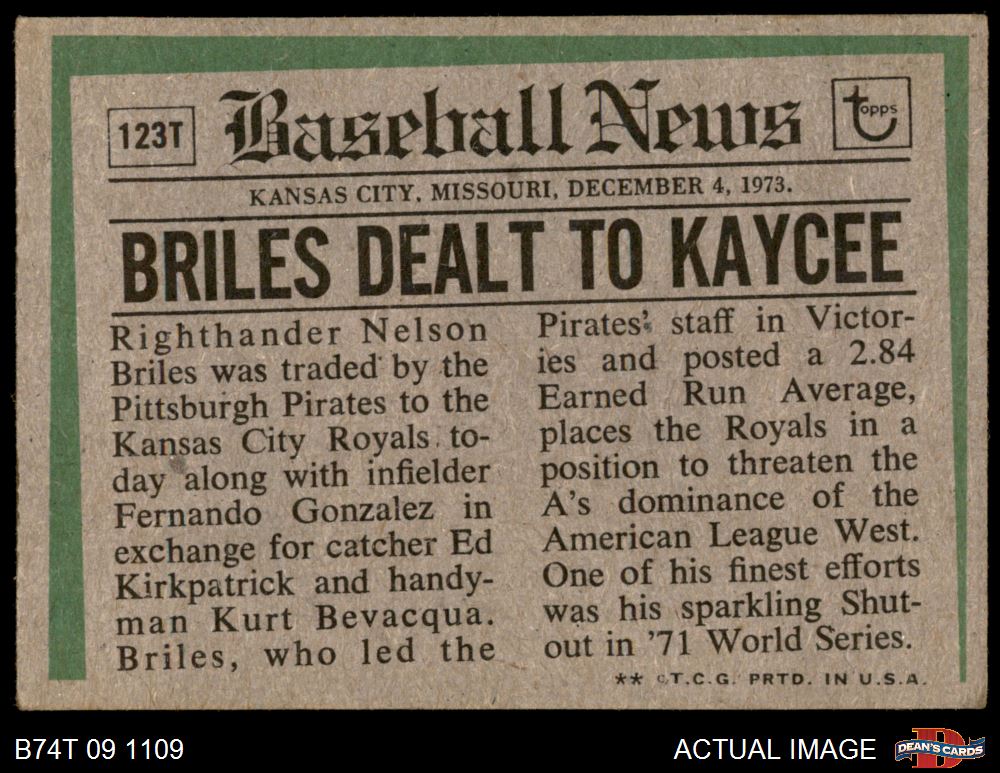 123T
Baseball News
topps
KANSAS CITY, MISSOURI, DECEMBER 4, 1973.
BRILES DEALT TO KAYCEE
Righthander Nelson
Briles was traded by the
Pittsburgh Pirates to the
Kansas City Royals to-
day along with infielder
Fernando Gonzalez in
exchange for catcher Ed
Kirkpatrick and handy-
man Kurt Bevacqua.
Briles, who led the
Pirates' staff in Victor-
ies and posted a 2.84
Earned Run Average,
places the Royals in a
position to threaten the
A's dominance of the
American League West.
One of his finest efforts
was his sparkling Shut-
out in '71 World Series.
** ©T.C.G. PRTD. IN U.S.A.
B74T 09 1109
ACTUAL IMAGE
D
DEAN'S CARDS